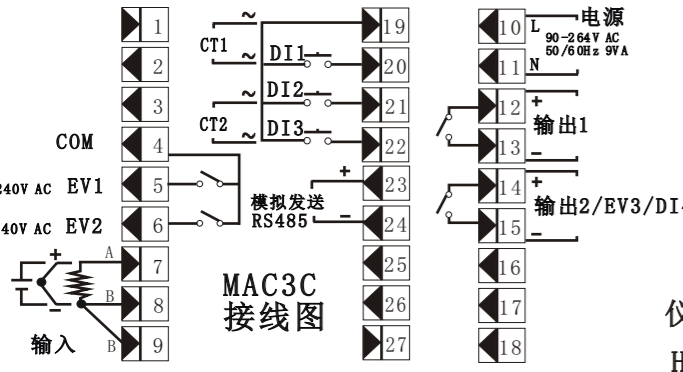 1
2
3
COM 4
240V AC EV1 5
40V AC EV2 6
A 7
B 8
输入 B 9
+
−
CT1 ~ ~
CT2 ~ ~
DI1
DI2
DI3
19
20
21
22
模拟发送 + 23
RS485 − 24
25
26
27
MAC3C
接线图
10 L 电源
90-264V AC
50/60Hz 9VA
11 N
12 +
输出1
13 −
14 +
输出2/EV3/DI
15 −
16
17
18
H